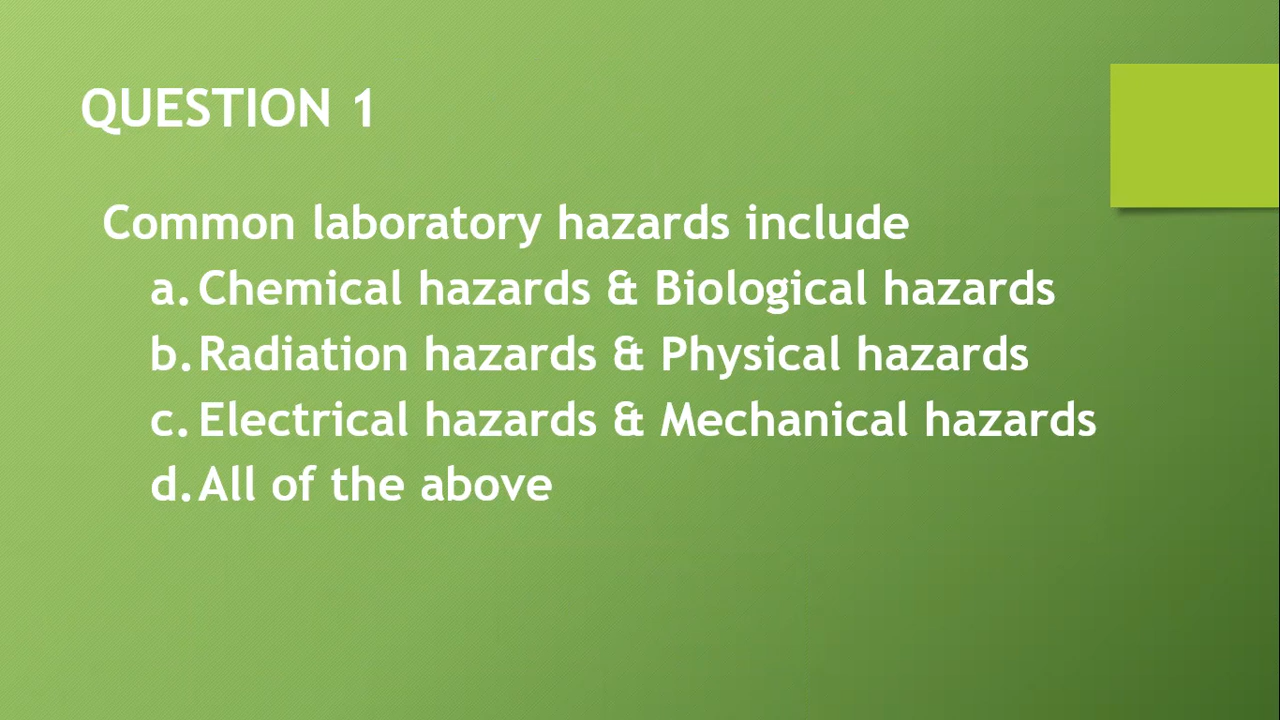 QUESTION 1
Common laboratory hazards include
a. Chemical hazards & Biological hazards
b. Radiation hazards & Physical hazards
c. Electrical hazards & Mechanical hazards
d. All of the above